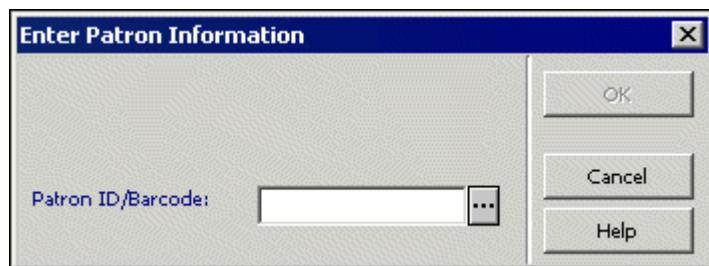 Enter Patron Information
OK
Patron ID/Barcode:
...
Cancel
Help